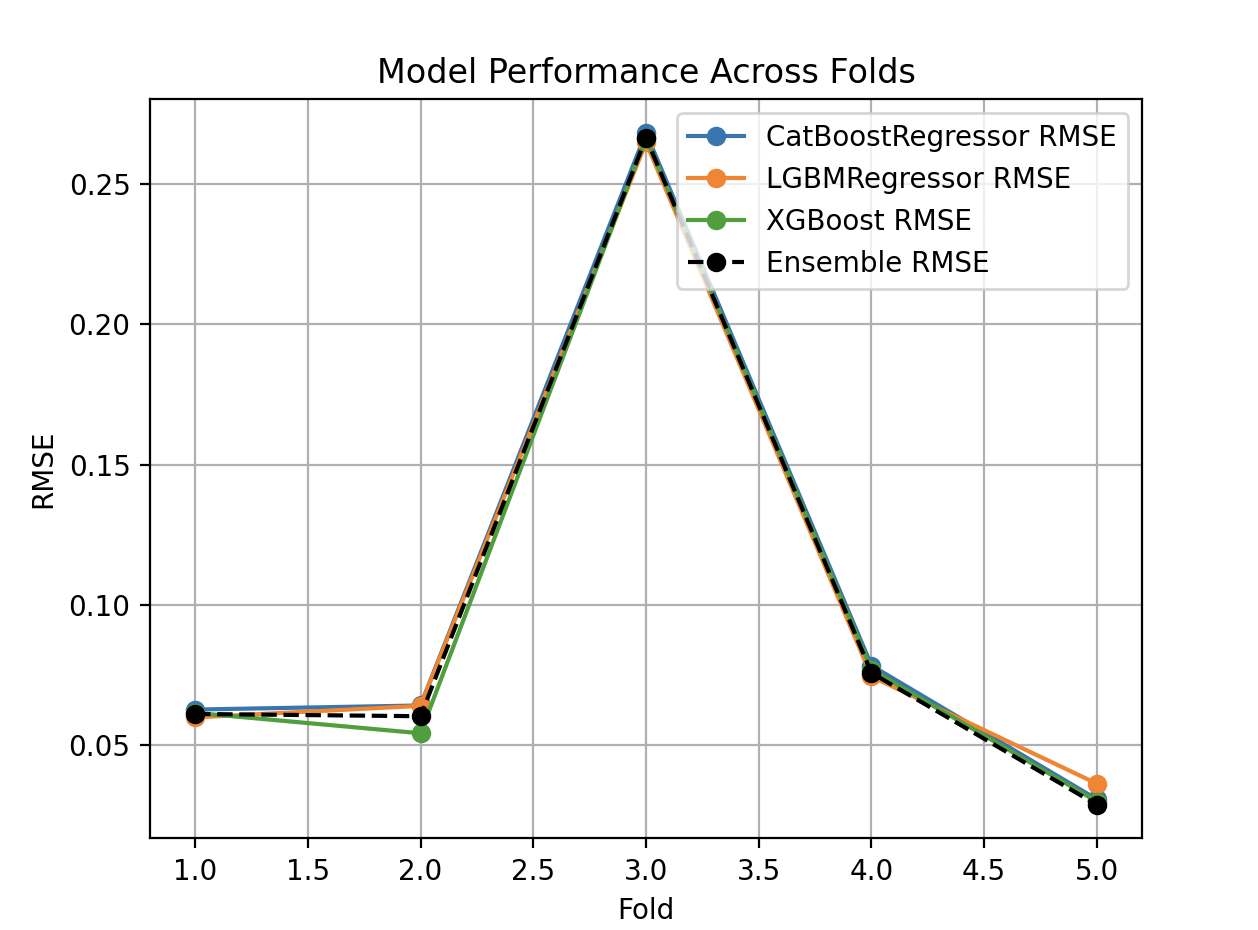 Model Performance Across Folds
CatBoostRegressor RMSE
LGBMRegressor RMSE
XGBoost RMSE
Ensemble RMSE
RMSE
0.25
0.20
0.15
0.10
0.05
1.0 1.5 2.0 2.5 3.0 3.5 4.0 4.5 5.0
Fold